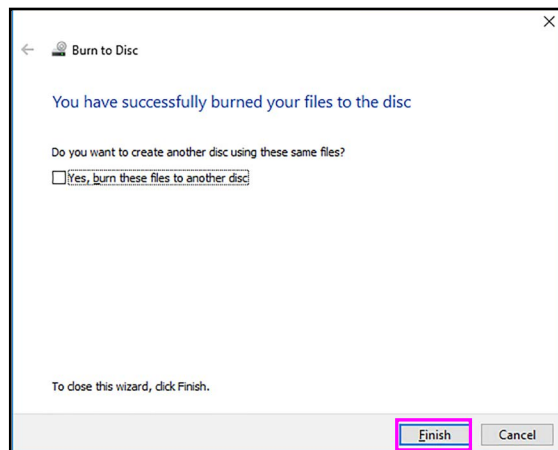 Burn to Disc
You have successfully burned your files to the disc
Do you want to create another disc using these same files?
Yes, burn these files to another disc
To close this wizard, click Finish.
Finish Cancel